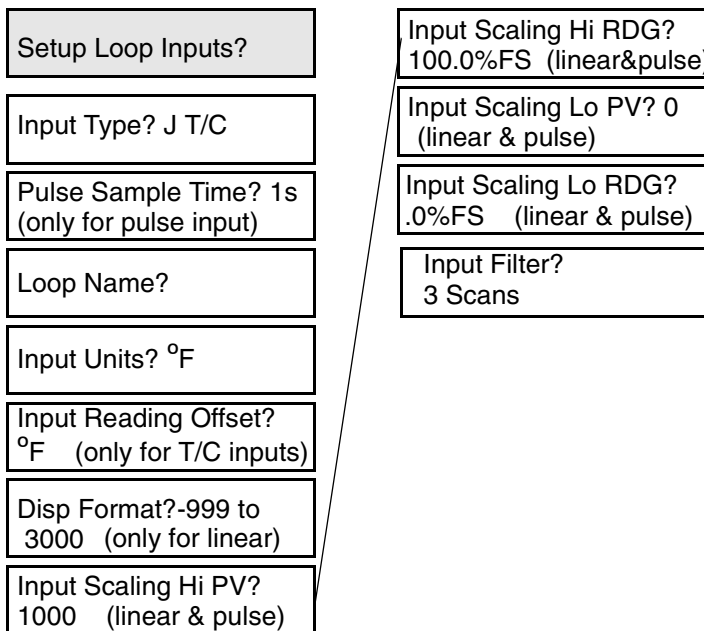 Setup Loop Inputs?
Input Type? J T/C
Pulse Sample Time? 1s
(only for pulse input)
Loop Name?
Input Units? °F
Input Reading Offset?
°F (only for T/C inputs)
Disp Format?-999 to
3000 (only for linear)
Input Scaling Hi PV?
1000 (linear & pulse)
Input Scaling Hi RDG?
100.0%FS (linear&pulse)
Input Scaling Lo PV? 0
(linear & pulse)
Input Scaling Lo RDG?
.0%FS (linear & pulse)
Input Filter?
3 Scans